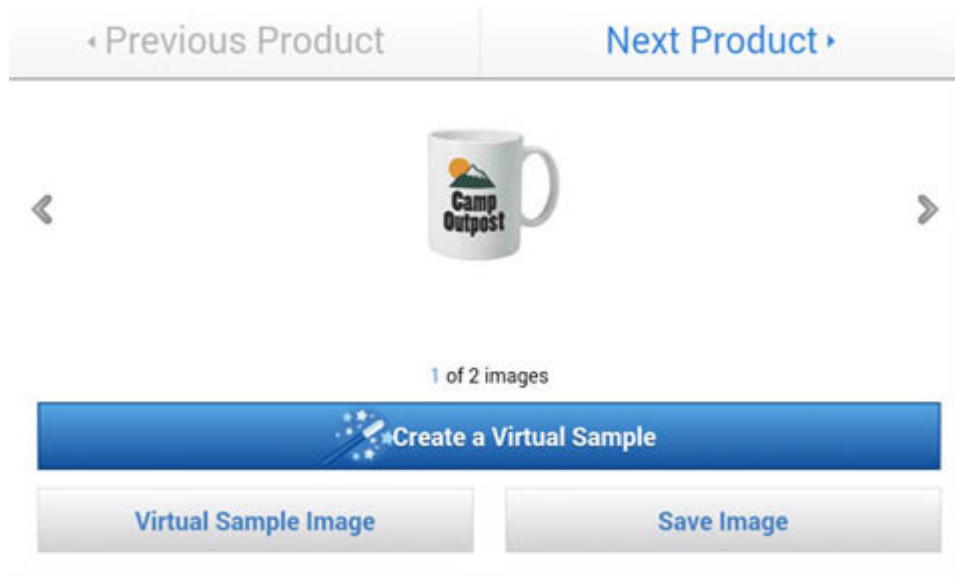 Previous Product
Next Product
Camp
Outpost
1 of 2 images
Create a Virtual Sample
Virtual Sample Image
Save Image